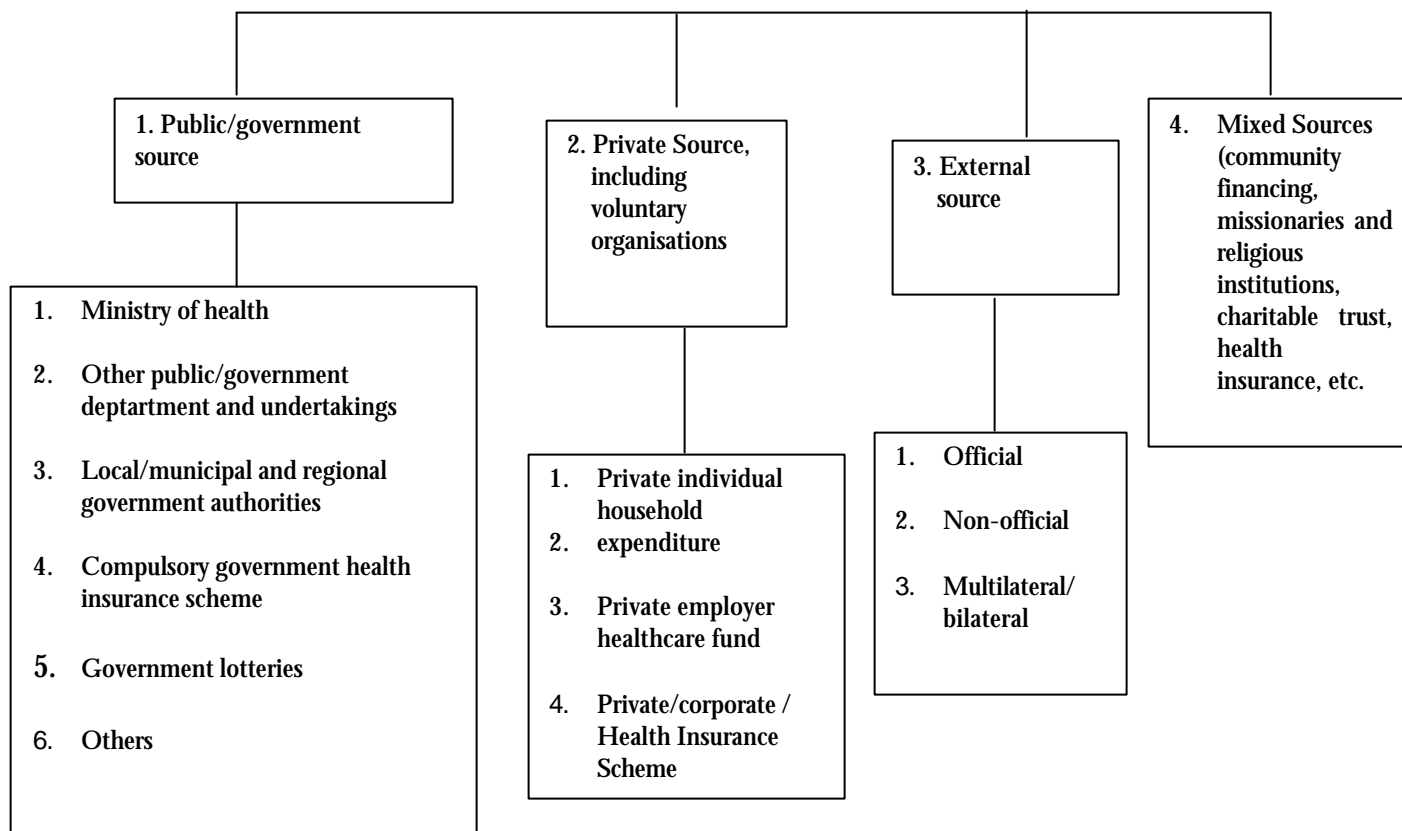 1. Public/government
source
1. Ministry of health
2. Other public/government
deptartment and undertakings
3. Local/municipal and regional
government authorities
4. Compulsory government health
insurance scheme
5. Government lotteries
6. Others
2. Private Source,
including
voluntary
organisations
1. Private individual
household
2. expenditure
3. Private employer
healthcare fund
4. Private/corporate /
Health Insurance
Scheme
3. External
source
1. Official
2. Non-official
3. Multilateral/
bilateral
4. Mixed Sources
(community
financing,
missionaries and
religious
institutions,
charitable trust,
health
insurance, etc.